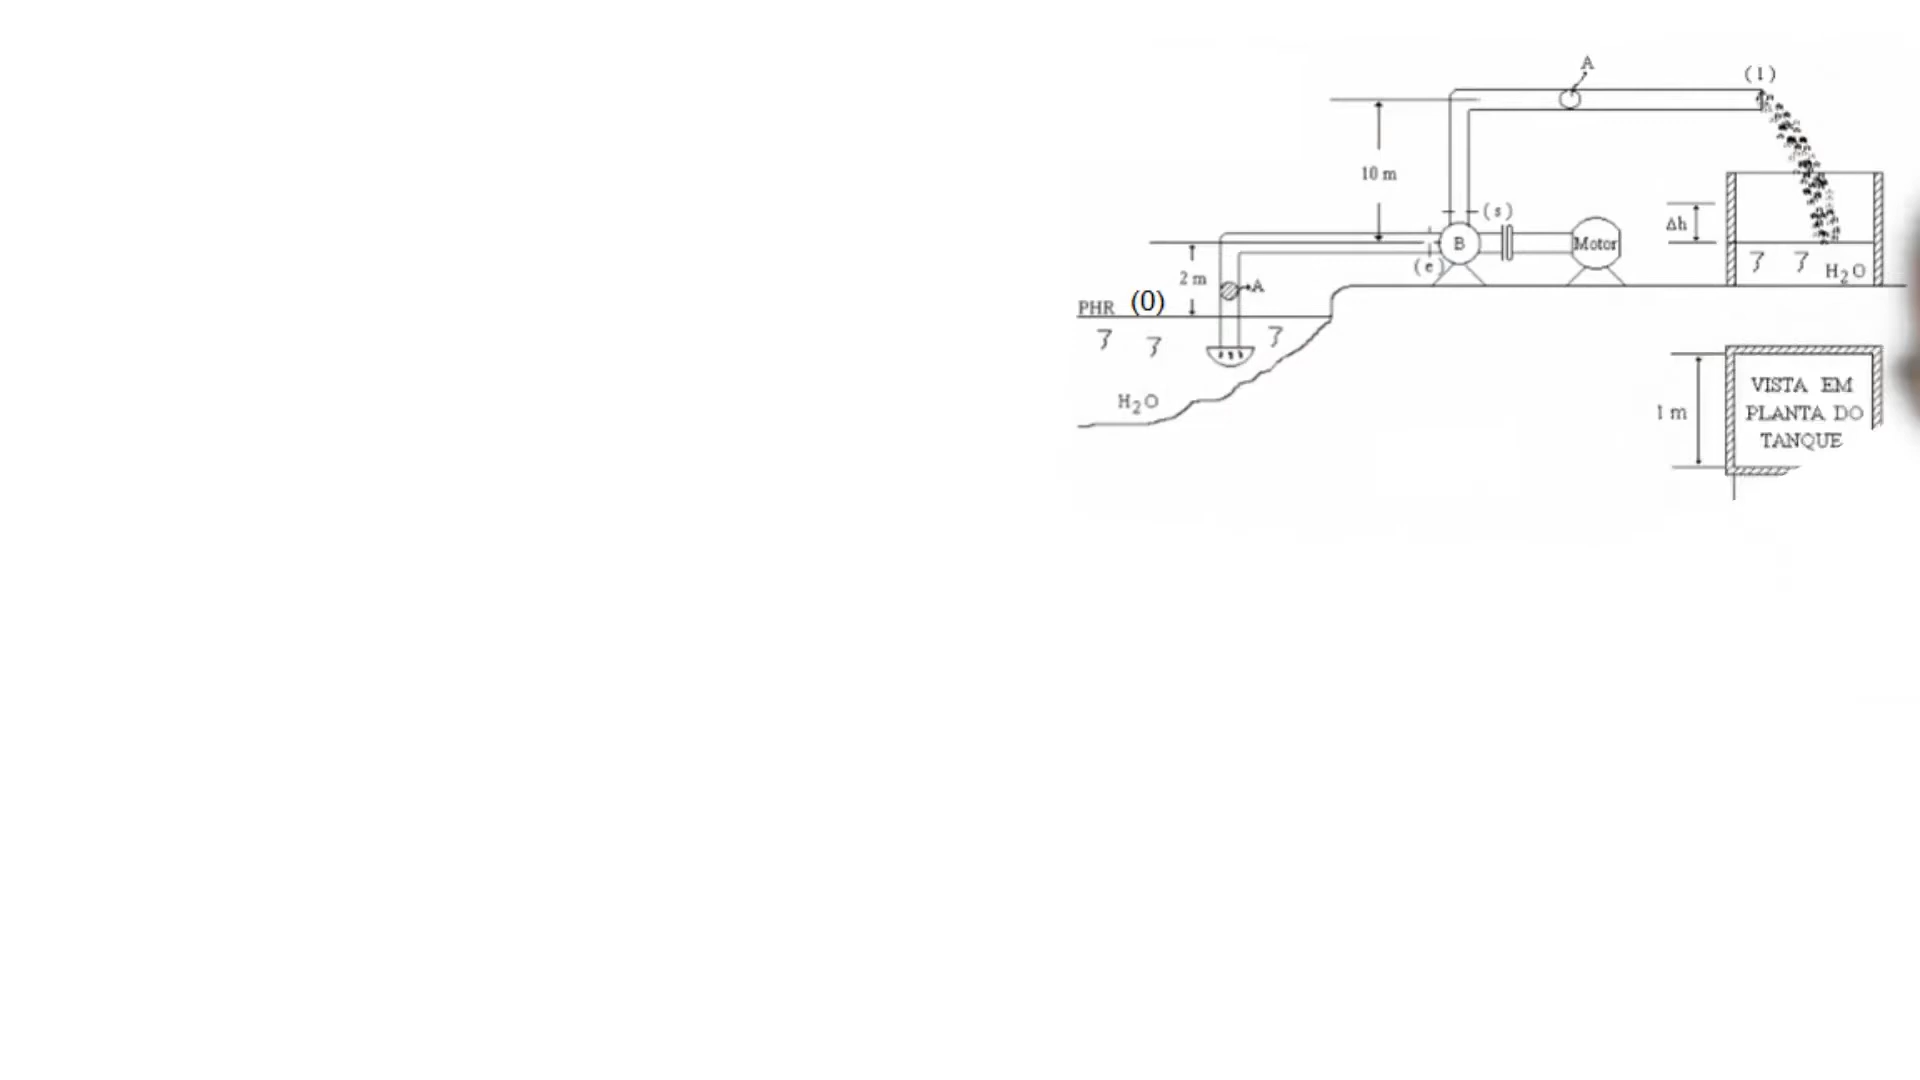 A
(1)
10 m
(s)
Δh
B
Motor
(e)
2 m
A
H₂O
PHR (0)
H₂O
1 m
VISTA EM
PLANTA DO
TANQUE